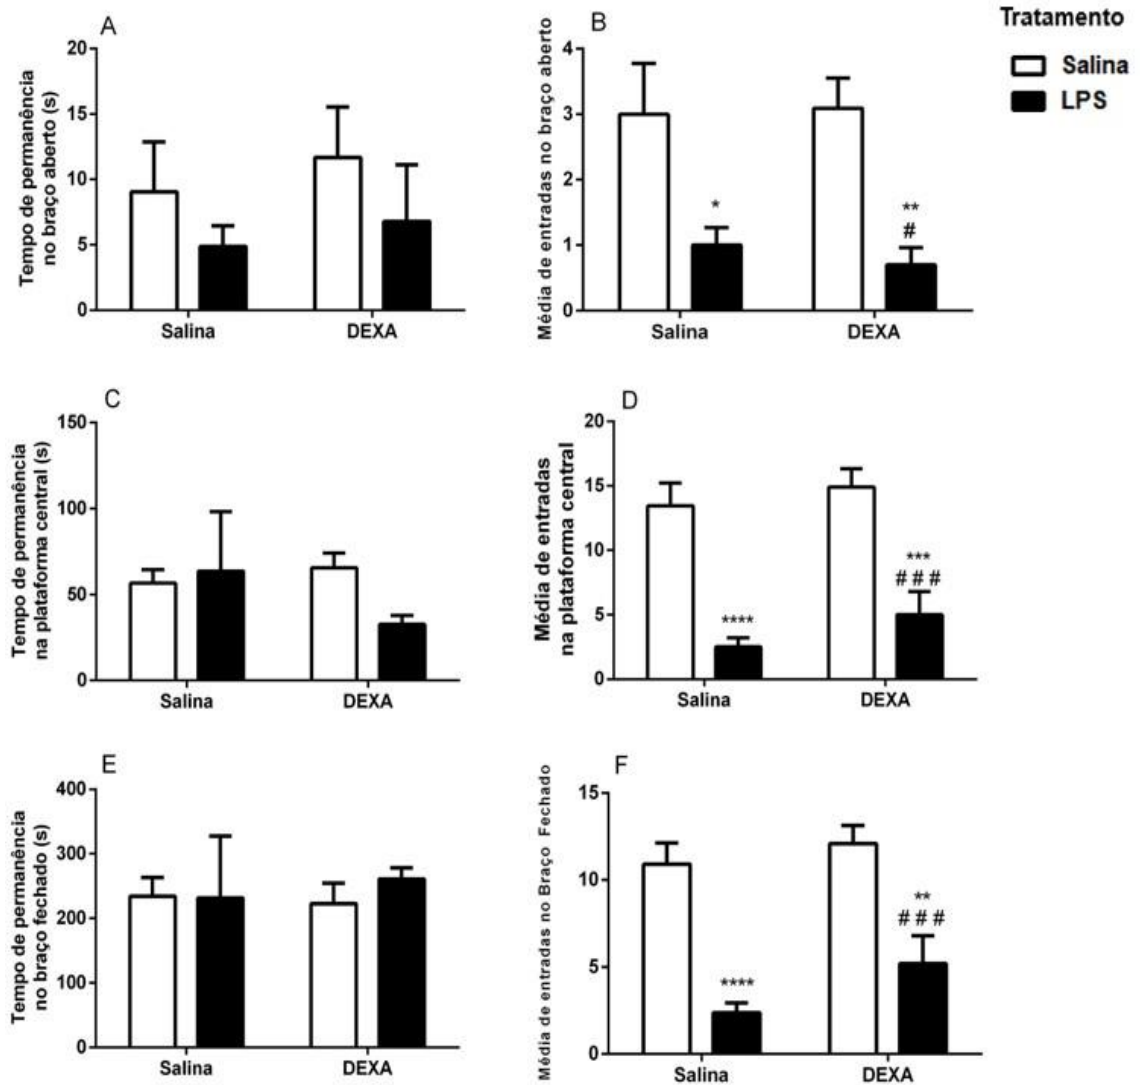 Tratamento
Salina
LPS
A
Tempo de permanência
no braço aberto (s)
20
15
10
5
0
Salina
DEXA
B
Média de entradas no braço aberto
4
3
2
1
0
*
**
#
Salina
DEXA
C
Tempo de permanência
na plataforma central (s)
150
100
50
0
Salina
DEXA
D
Média de entradas
na plataforma central
20
15
10
5
0
****
***
# # #
Salina
DEXA
E
Tempo de permanência
no braço fechado (s)
400
300
200
100
0
Salina
DEXA
F
Média de entradas no Braço Fechado
15
10
5
0
****
**
# # #
Salina
DEXA